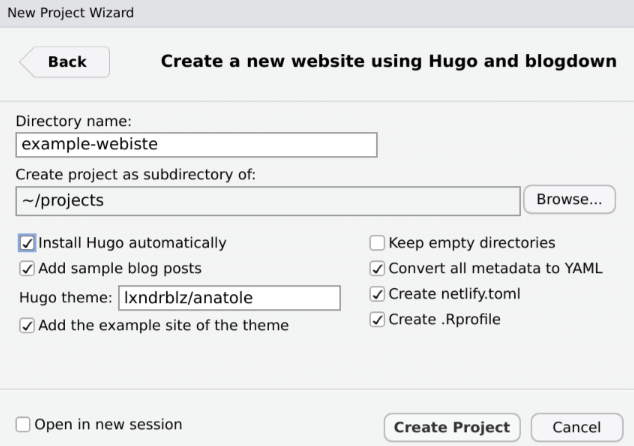 New Project Wizard
Back
Create a new website using Hugo and blogdown
Directory name:
example-webiste
Create project as subdirectory of:
~/projects
Browse...
Install Hugo automatically
Keep empty directories
Add sample blog posts
Convert all metadata to YAML
Hugo theme: lxndrblz/anatole
Create netlify.toml
Add the example site of the theme
Create .Rprofile
Open in new session
Create Project
Cancel